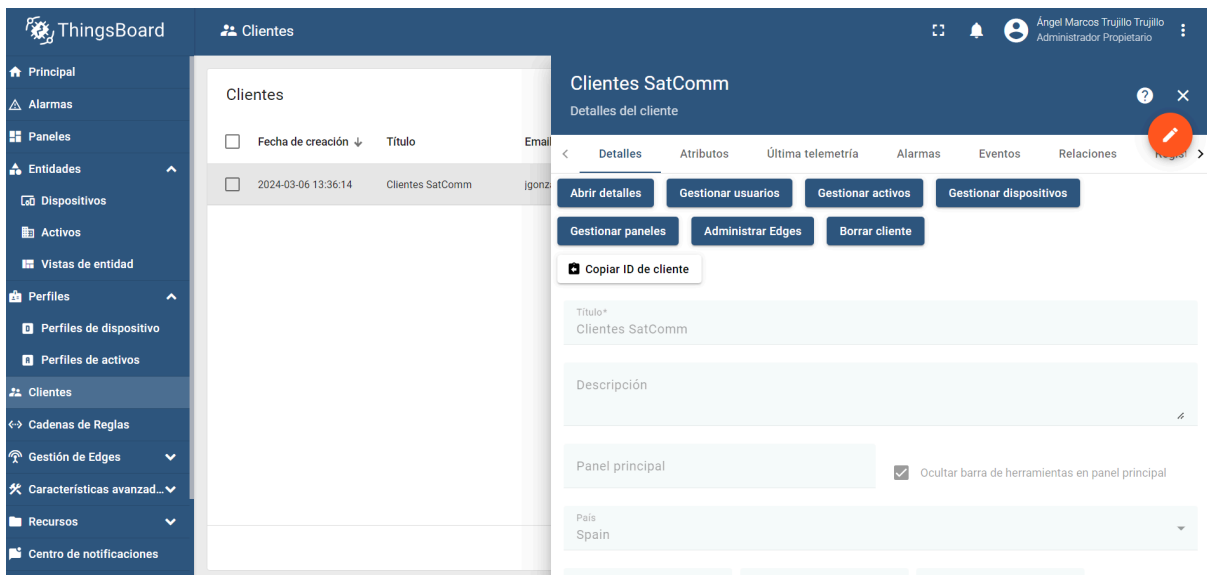 ThingsBoard
Clientes
Ángel Marcos Trujillo Trujillo
Administrador Propietario
Principal
Alarmas
Paneles
Entidades
Dispositivos
Activos
Vistas de entidad
Perfiles
Perfiles de dispositivo
Perfiles de activos
Clientes
Cadenas de Reglas
Gestión de Edges
Características avanzad...
Recursos
Centro de notificaciones
Clientes
Fecha de creación Título Email
2024-03-06 13:36:14 Clientes SatComm jgonz
Clientes SatComm
Detalles del cliente
Detalles Atributos Última telemetría Alarmas Eventos Relaciones
Abrir detalles Gestionar usuarios Gestionar activos Gestionar dispositivos
Gestionar paneles Administrar Edges Borrar cliente
Copiar ID de cliente
Título*
Clientes SatComm
Descripción
Panel principal Ocultar barra de herramientas en panel principal
País
Spain